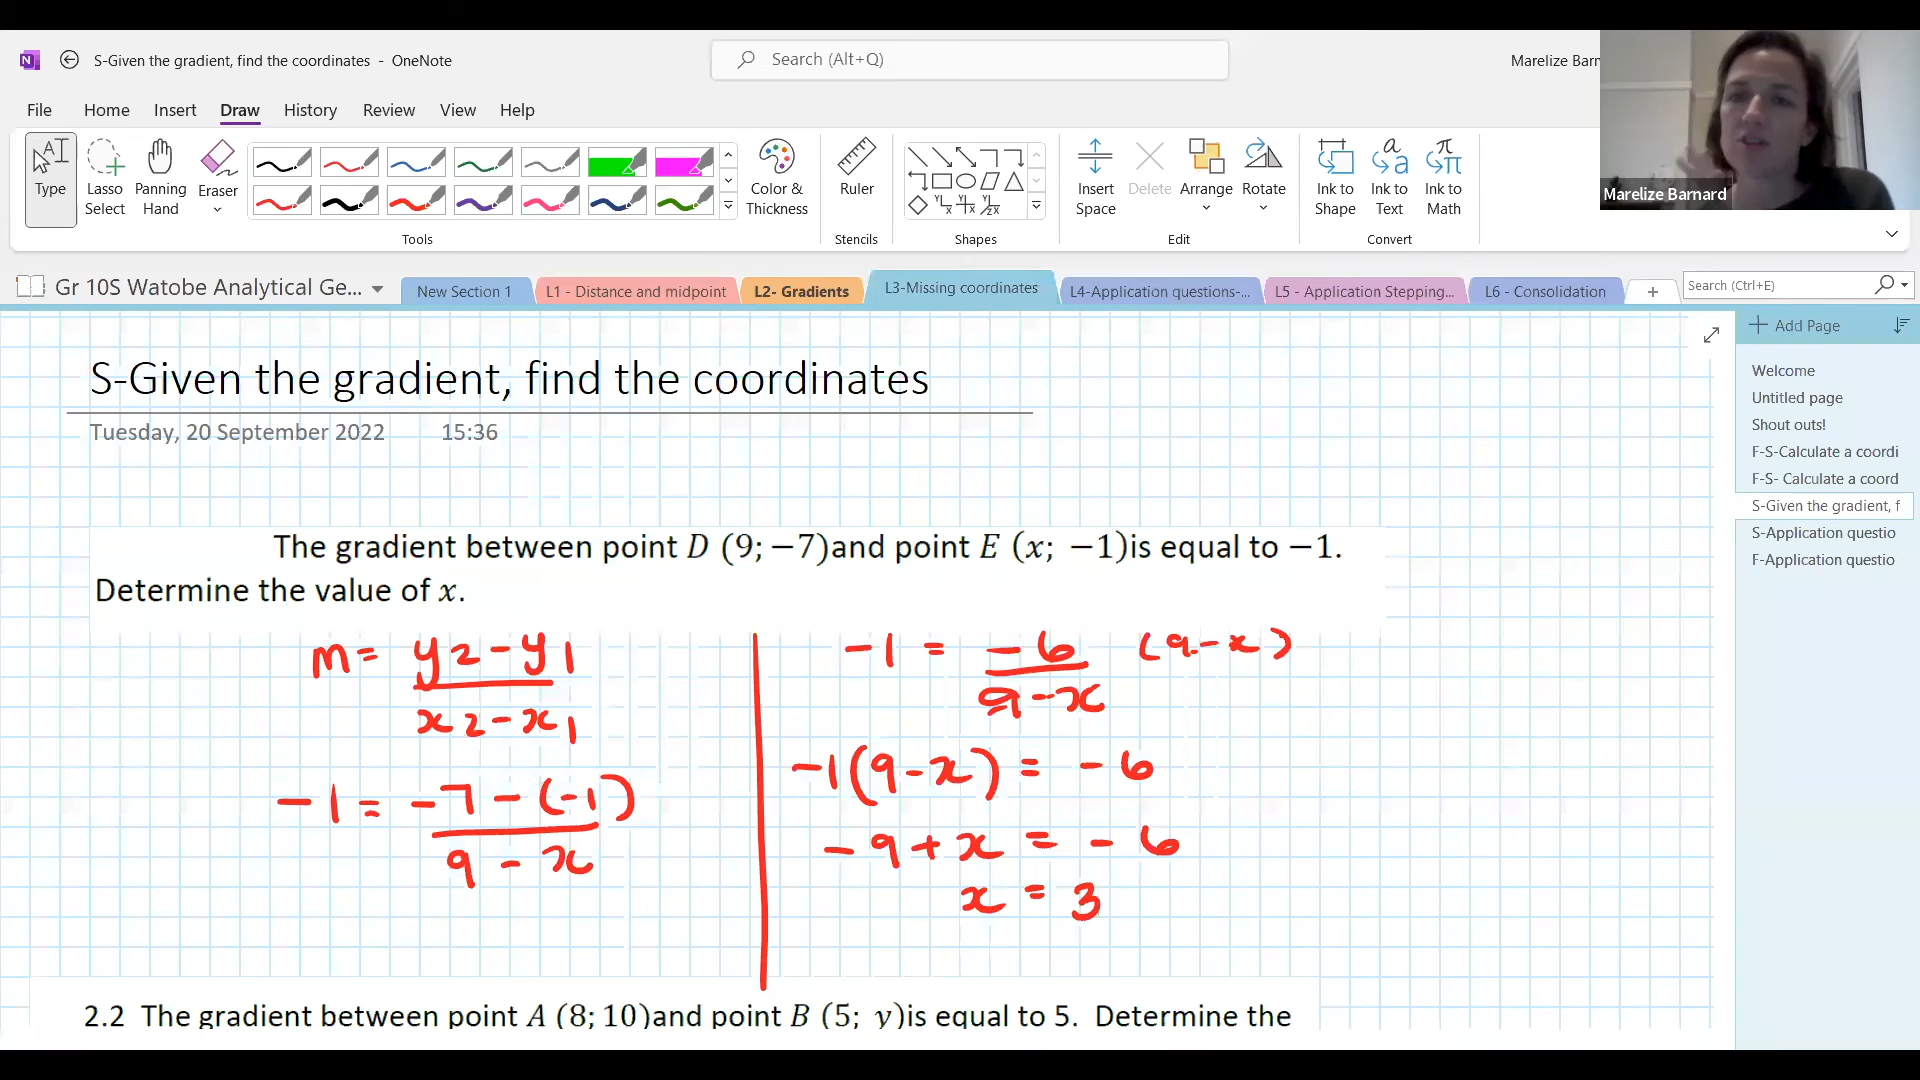 S-Given the gradient, find the coordinates - OneNote
Search (Alt+Q)
Marelize Barn
File Home Insert Draw History Review View Help
Type
Lasso Select
Panning Hand
Eraser
Color & Thickness
Ruler
Insert Space
Delete
Arrange
Rotate
Ink to Shape
Ink to Text
Ink to Math
Marelize Barnard
Tools
Stencils
Shapes
Edit
Convert
Gr 10S Watobe Analytical Ge...
New Section 1
L1 - Distance and midpoint
L2- Gradients
L3-Missing coordinates
L4-Application questions-...
L5 - Application Stepping...
L6 - Consolidation
Search (Ctrl+E)
Add Page
Welcome
Untitled page
Shout outs!
F-S-Calculate a coordi
F-S- Calculate a coord
S-Given the gradient, f
S-Application questio
F-Application questio
S-Given the gradient, find the coordinates
Tuesday, 20 September 2022 15:36
The gradient between point D (9; −7)and point E (x; −1)is equal to −1.
Determine the value of x.
m = y2 - y1
x2 - x1
-1 = -7 - (-1)
9 - x
-1 = -6 (9-x)
9-x
-1(9-x) = -6
-9 + x = -6
x = 3
2.2 The gradient between point A (8; 10)and point B (5; y)is equal to 5. Determine the